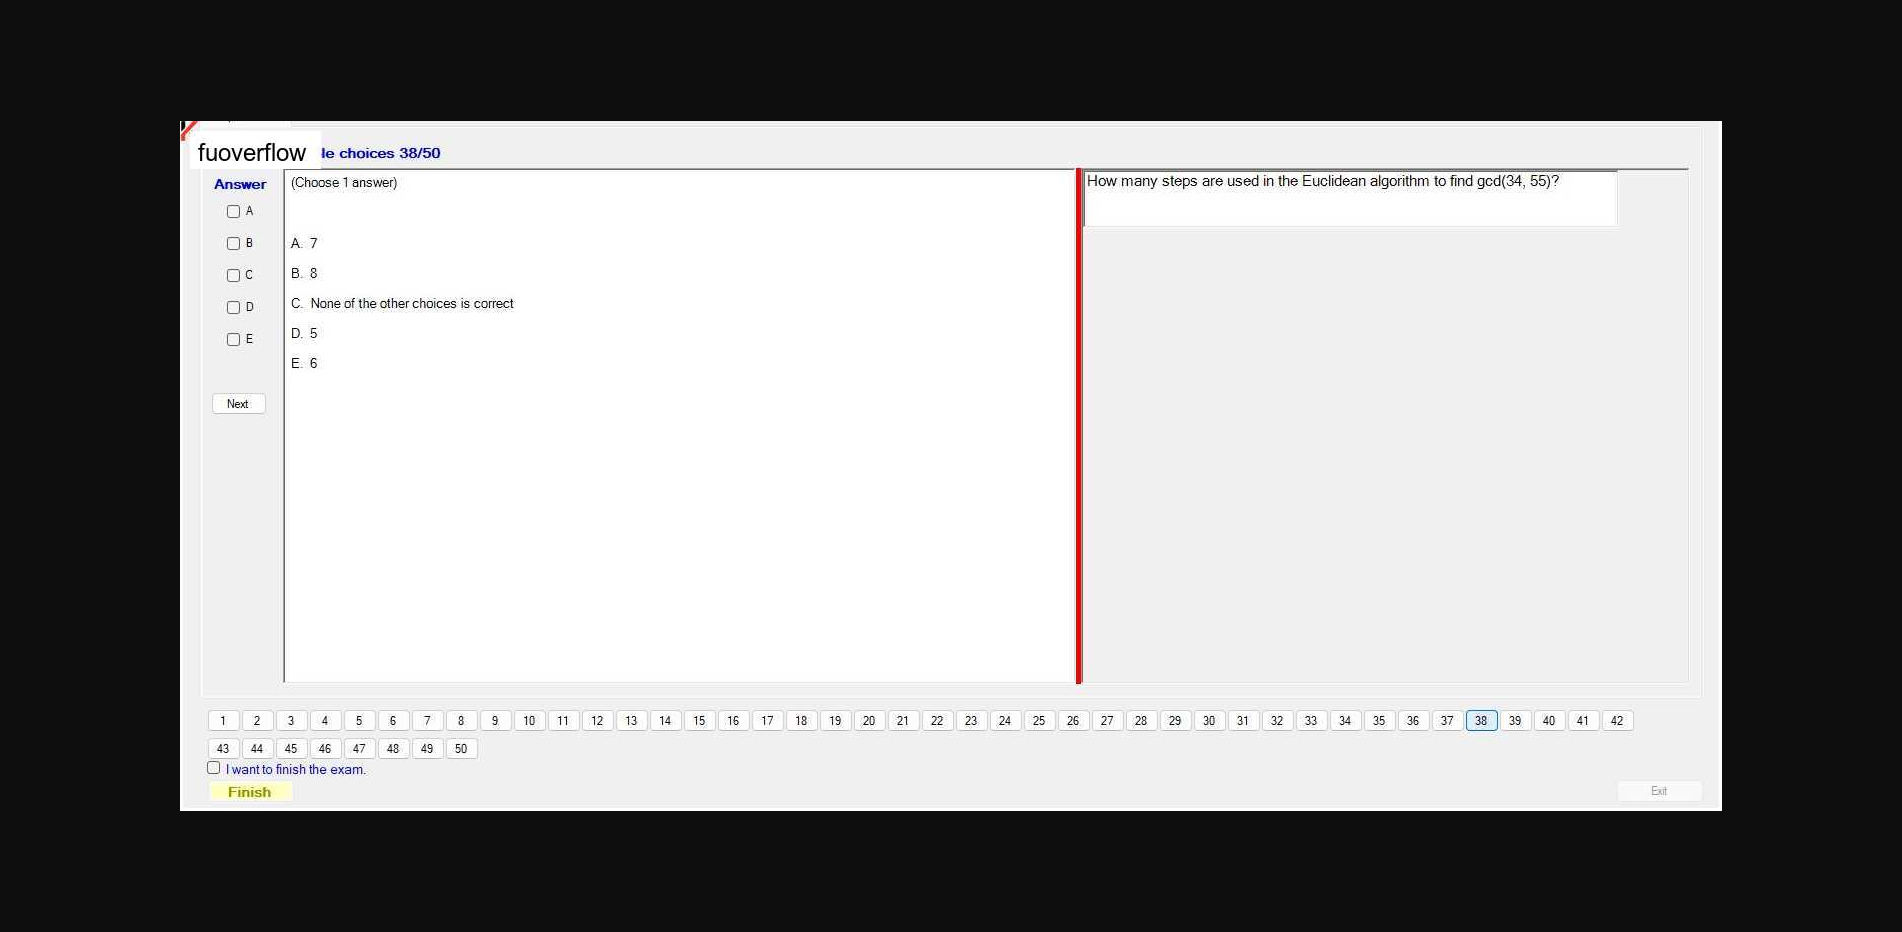 fuoverflow le choices 38/50
Answer
(Choose 1 answer)
A
B
C
D
E
Next
A. 7
B. 8
C. None of the other choices is correct
D. 5
E. 6
How many steps are used in the Euclidean algorithm to find gcd(34, 55)?
1 2 3 4 5 6 7 8 9 10 11 12 13 14 15 16 17 18 19 20 21 22 23 24 25 26 27 28 29 30 31 32 33 34 35 36 37 38 39 40 41 42
43 44 45 46 47 48 49 50
I want to finish the exam.
Finish
Exit